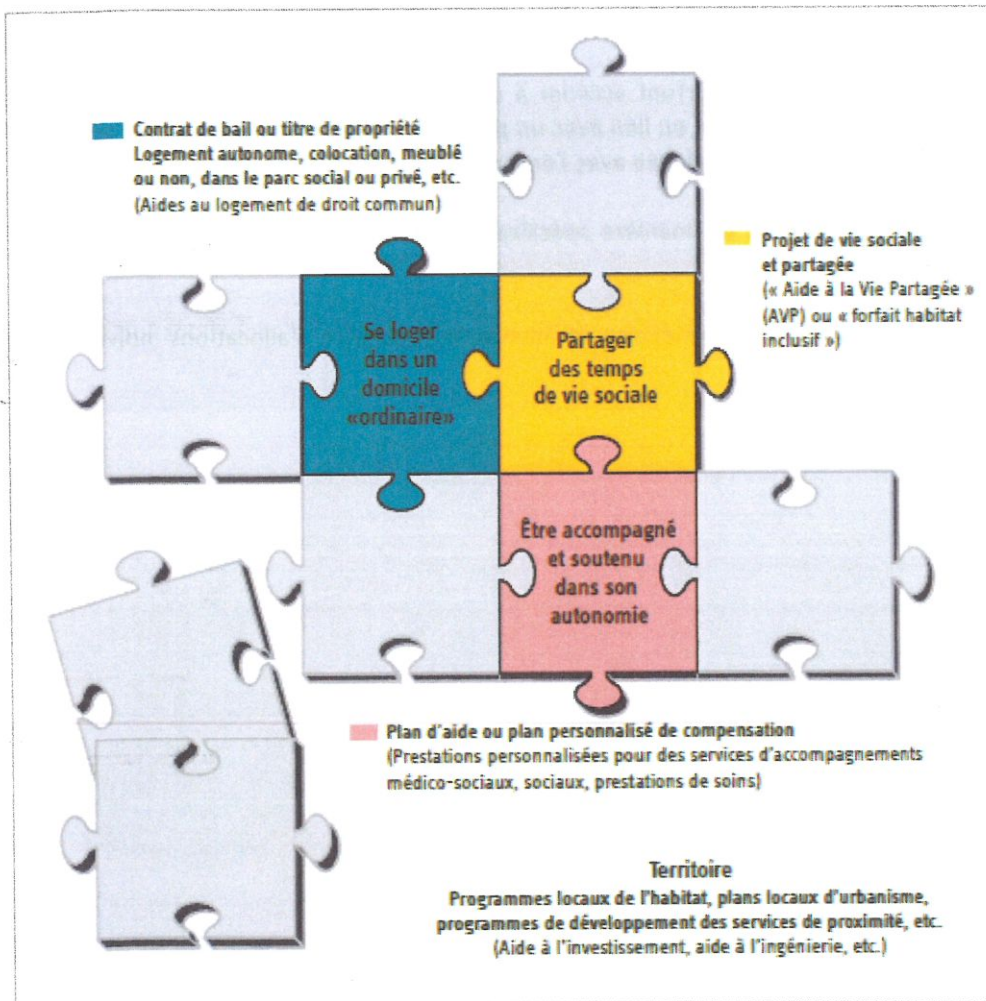 Contrat de bail ou titre de propriété
Logement autonome, colocation, meublé
ou non, dans le parc social ou privé, etc.
(Aides au logement de droit commun)
Projet de vie sociale
et partagée
(« Aide à la Vie Partagée »
(AVP) ou « forfait habitat
inclusif »)
Se loger
dans un
domicile
«ordinaire»
Partager
des temps
de vie sociale
Être accompagné
et soutenu
dans son
autonomie
Plan d'aide ou plan personnalisé de compensation
(Prestations personnalisées pour des services d'accompagnements
médico-sociaux, sociaux, prestations de soins)
Territoire
Programmes locaux de l'habitat, plans locaux d'urbanisme,
programmes de développement des services de proximité, etc.
(Aide à l'investissement, aide à l'ingénierie, etc.)